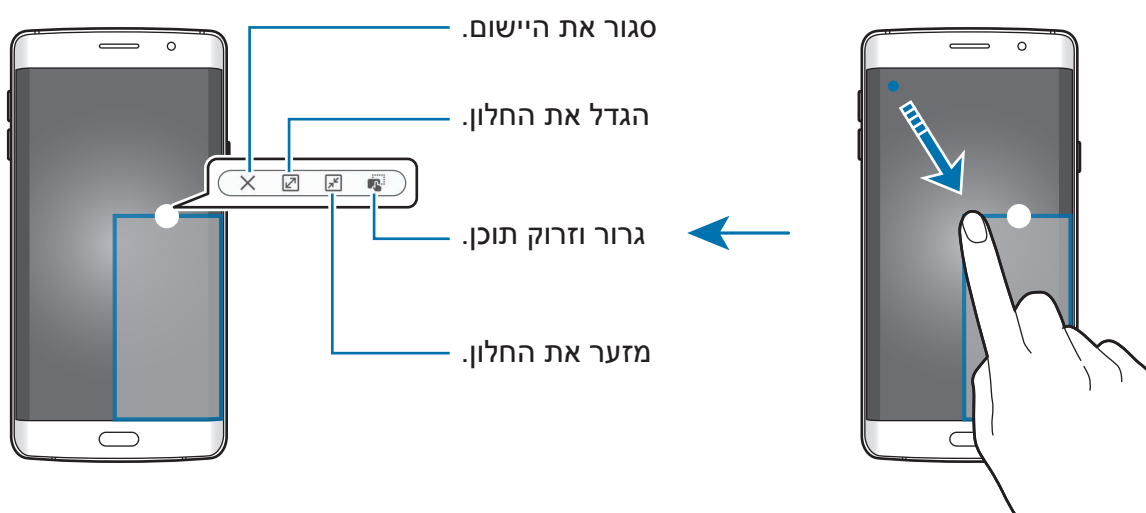 סגור את היישום.
הגדל את החלון.
גרור וזרוק תוכן.
מזער את החלון.